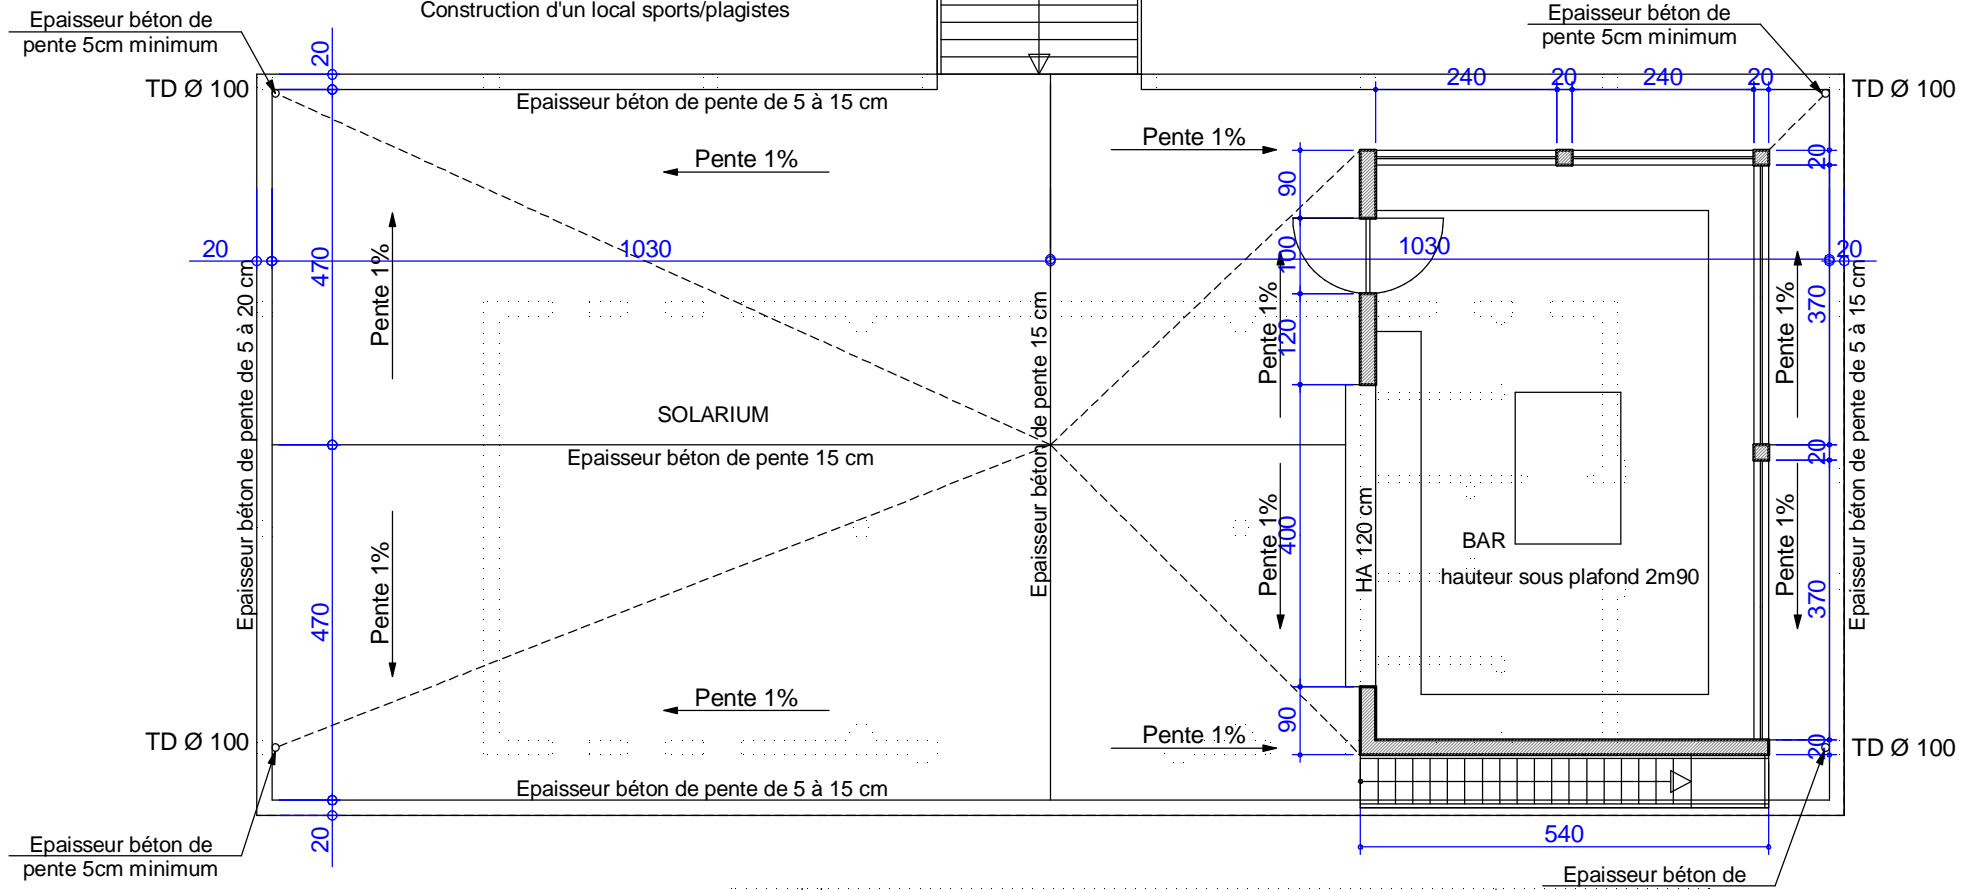 Construction d'un local sports/plagistes
Epaisseur béton de
pente 5cm minimum
Epaisseur béton de
pente 5cm minimum
TD Ø 100
TD Ø 100
20
Epaisseur béton de pente de 5 à 15 cm
240
20
240
20
Pente 1%
Pente 1%
20
90
20
1030
470
100
1030
20
Pente 1%
Pente 1%
Pente 1%
120
370
Epaisseur béton de pente de 5 à 20 cm
Epaisseur béton de pente 15 cm
Epaisseur béton de pente de 5 à 15 cm
SOLARIUM
Epaisseur béton de pente 15 cm
20
HA 120 cm
400
BAR
hauteur sous plafond 2m90
Pente 1%
Pente 1%
Pente 1%
470
370
Pente 1%
Pente 1%
90
20
TD Ø 100
TD Ø 100
Epaisseur béton de pente de 5 à 15 cm
20
540
Epaisseur béton de
pente 5cm minimum
Epaisseur béton de